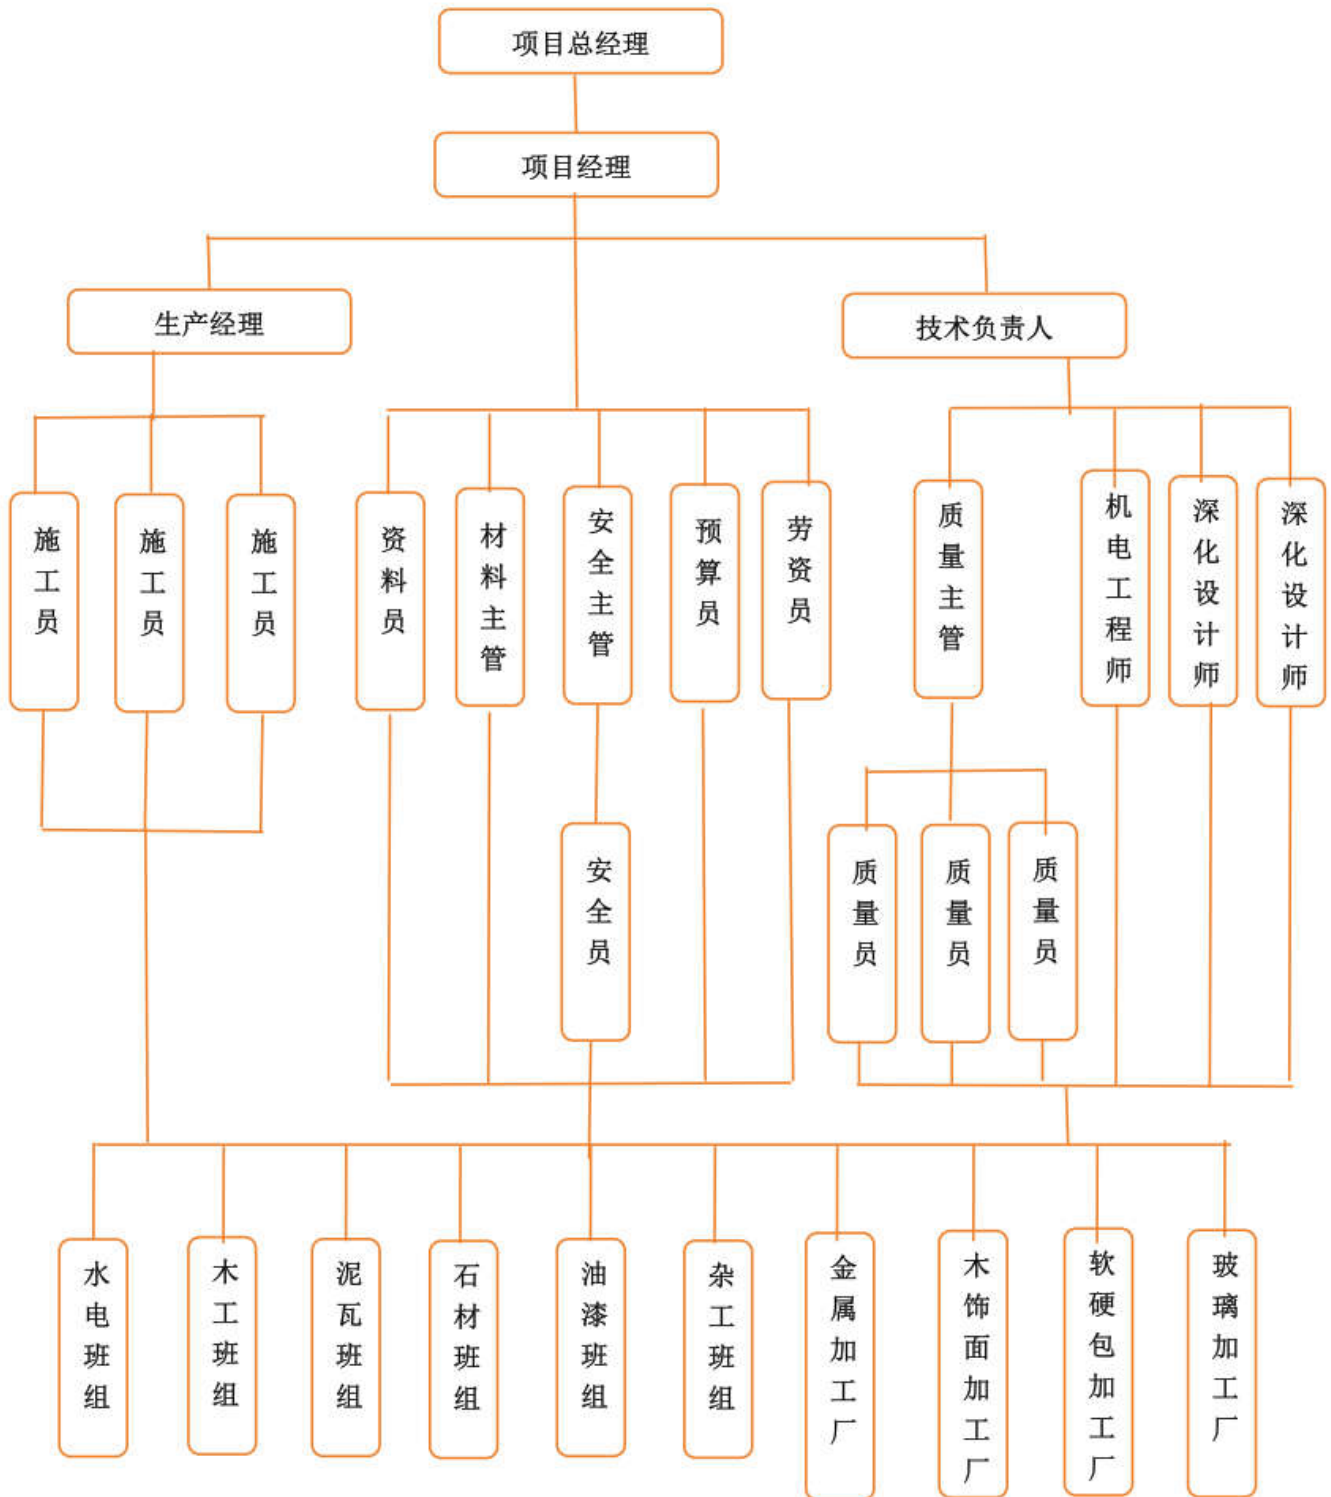 项目总经理
项目经理
生产经理
技术负责人
施工员
施工员
施工员
资料员
材料主管
安全主管
预算员
劳资员
质量主管
机电工程师
深化设计师
深化设计师
安全员
质量员
质量员
质量员
水电班组
木工班组
泥瓦班组
石材班组
油漆班组
杂工班组
金属加工厂
木饰面加工厂
软硬包加工厂
玻璃加工厂